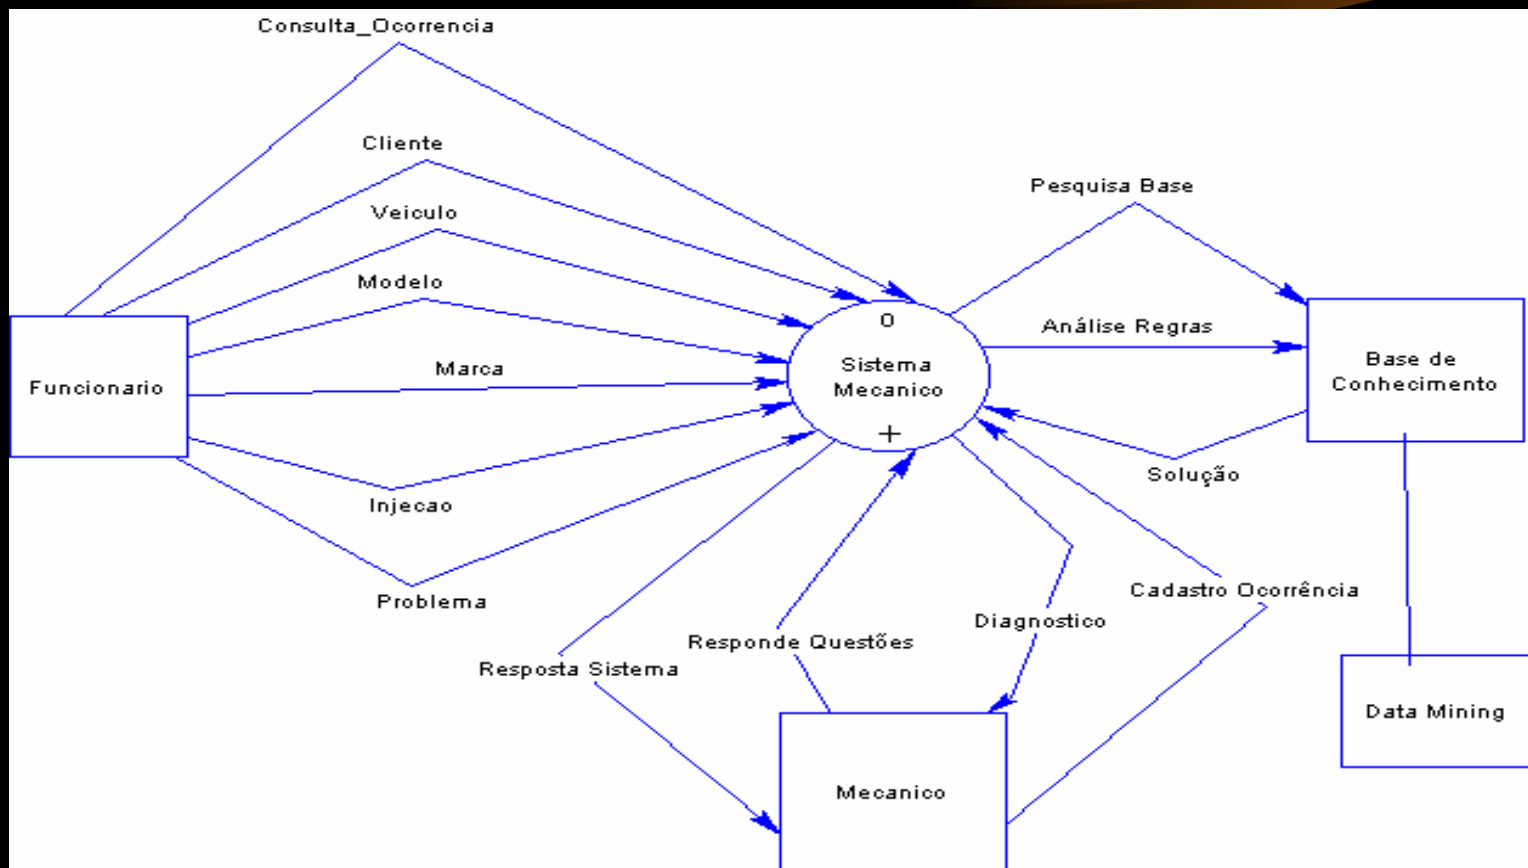 Consulta_Ocorrencia
Cliente
Veiculo
Modelo
Marca
Injecao
Problema
Funcionario
0
Sistema
Mecanico
+
Pesquisa Base
Análise Regras
Solução
Base de
Conhecimento
Cadastro Ocorrência
Diagnostico
Responde Questões
Resposta Sistema
Data Mining
Mecanico